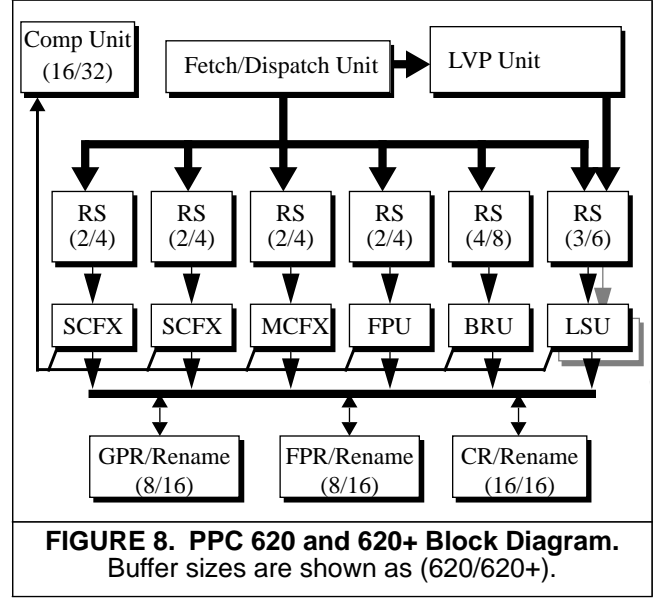 Comp Unit
(16/32)
Fetch/Dispatch Unit
LVP Unit
RS
(2/4)
RS
(2/4)
RS
(2/4)
RS
(2/4)
RS
(4/8)
RS
(3/6)
SCFX
SCFX
MCFX
FPU
BRU
LSU
GPR/Rename
(8/16)
FPR/Rename
(8/16)
CR/Rename
(16/16)
FIGURE 8. PPC 620 and 620+ Block Diagram.
Buffer sizes are shown as (620/620+).